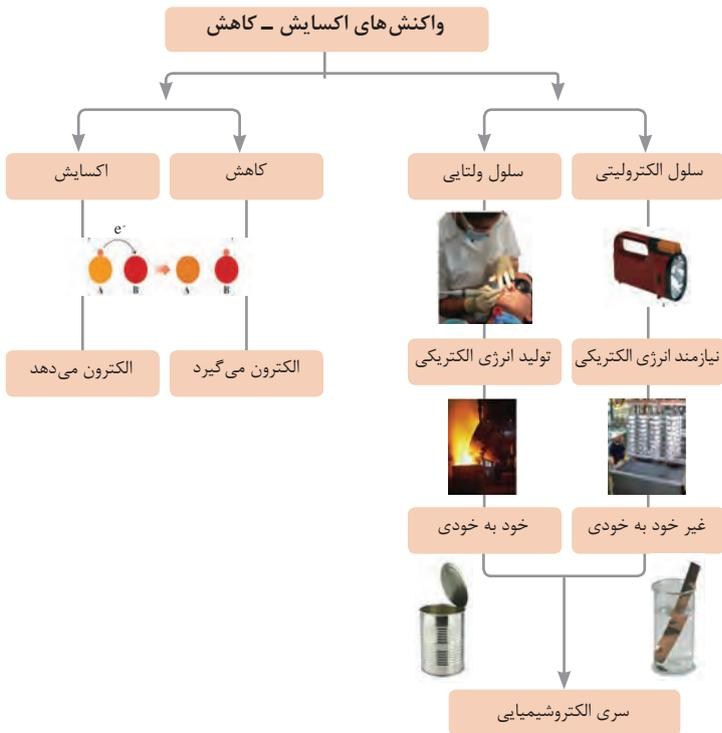 واکنش‌های اکسایش ـ کاهش
سلول الکترولیتی
سلول ولتایی
کاهش
اکسایش
e-
A B A B
نیازمند انرژی الکتریکی
تولید انرژی الکتریکی
الکترون می‌گیرد
الکترون می‌دهد
غیر خود به خودی
خود به خودی
سری الکتروشیمیایی